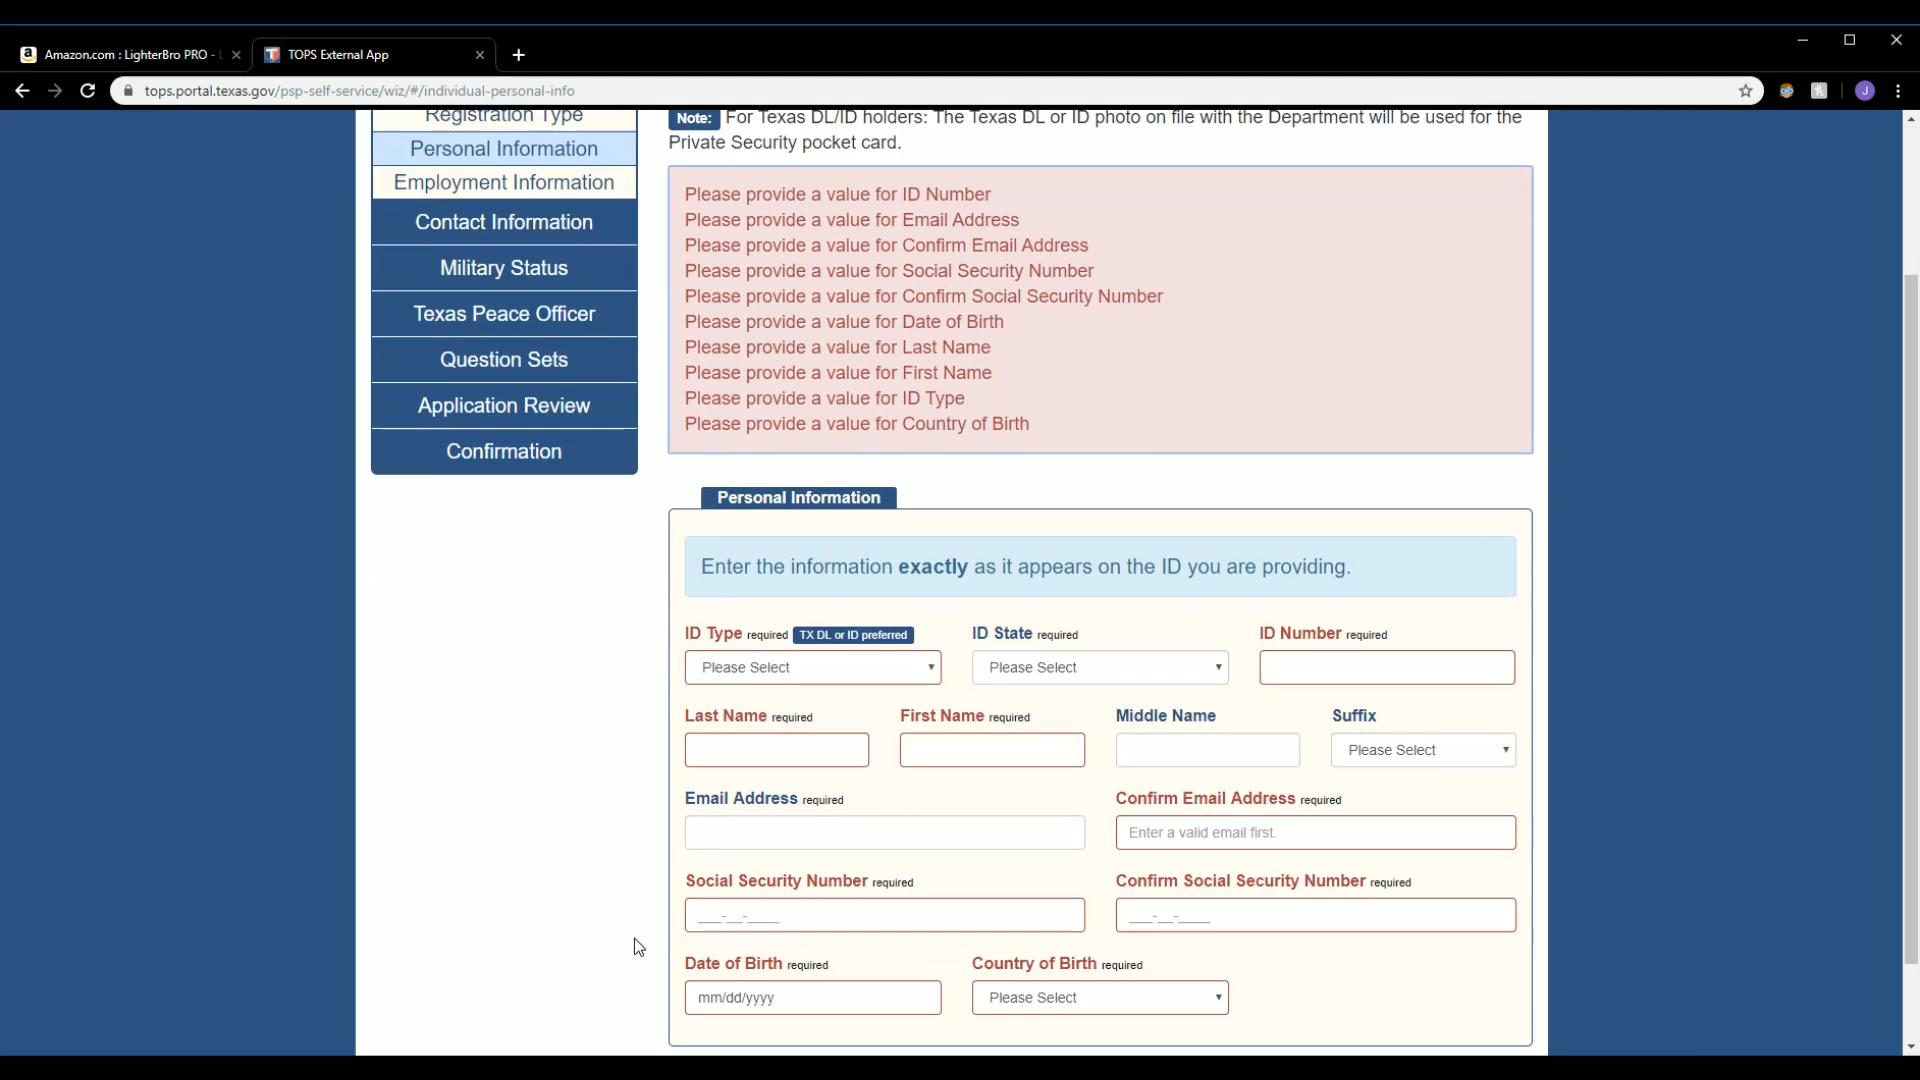 Amazon.com : LighterBro PRO -
TOPS External App
tops.portal.texas.gov/psp-self-service/wiz/#/individual-personal-info
J
Registration Type
Personal Information
Employment Information
Contact Information
Military Status
Texas Peace Officer
Question Sets
Application Review
Confirmation
Note: For Texas DL/ID holders: The Texas DL or ID photo on file with the Department will be used for the
Private Security pocket card.
Please provide a value for ID Number
Please provide a value for Email Address
Please provide a value for Confirm Email Address
Please provide a value for Social Security Number
Please provide a value for Confirm Social Security Number
Please provide a value for Date of Birth
Please provide a value for Last Name
Please provide a value for First Name
Please provide a value for ID Type
Please provide a value for Country of Birth
Personal Information
Enter the information exactly as it appears on the ID you are providing.
ID Type required TX DL or ID preferred ID State required ID Number required
Please Select Please Select
Last Name required First Name required Middle Name Suffix
Please Select
Email Address required Confirm Email Address required
Enter a valid email first.
Social Security Number required Confirm Social Security Number required
___-__-____ ___-__-____
Date of Birth required Country of Birth required
mm/dd/yyyy Please Select